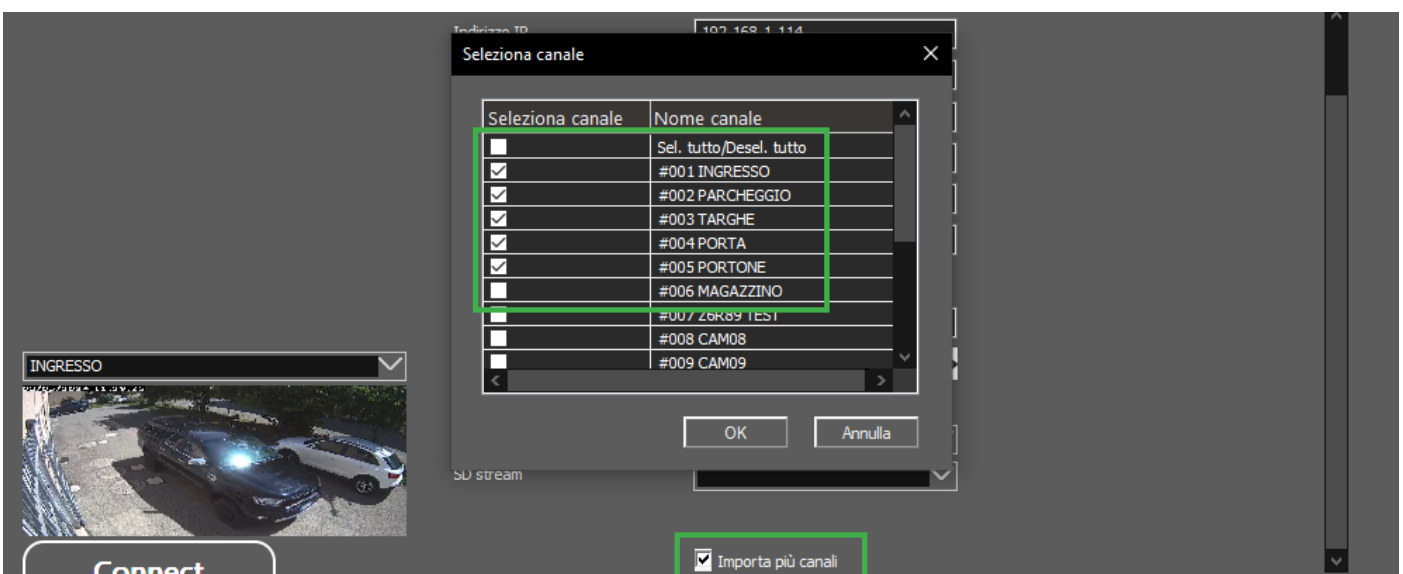 Indirizzo IP
192.168.1.114
Seleziona canale
Seleziona canale
Nome canale
Sel. tutto/Desel. tutto
#001 INGRESSO
#002 PARCHEGGIO
#003 TARGHE
#004 PORTA
#005 PORTONE
#006 MAGAZZINO
#007 Z6R89 TEST
#008 CAM08
#009 CAM09
OK
Annulla
INGRESSO
SD stream
Importa più canali
Connect